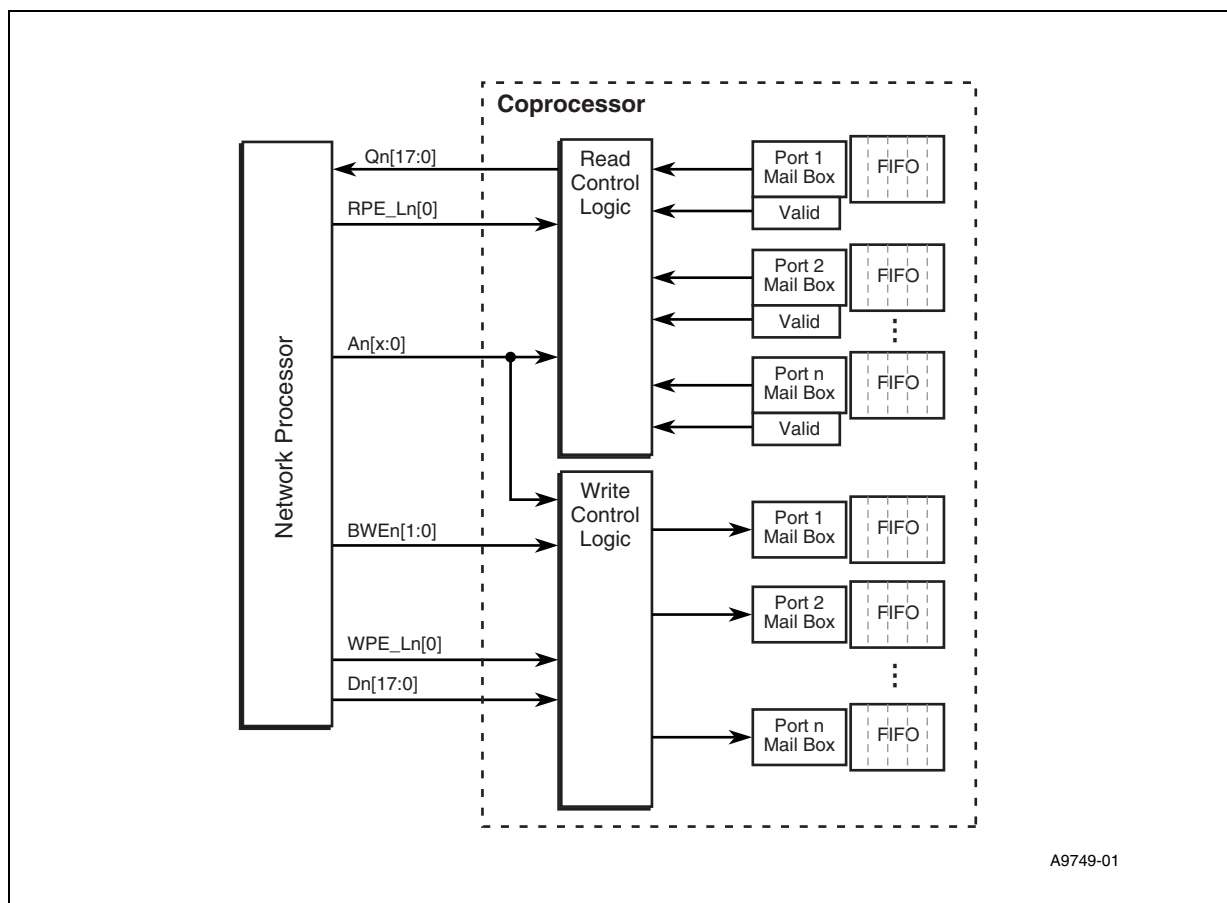 Coprocessor
Network Processor
Qn[17:0]
RPE_Ln[0]
An[x:0]
BWEn[1:0]
WPE_Ln[0]
Dn[17:0]
Read
Control
Logic
Port 1
Mail Box
FIFO
Valid
Port 2
Mail Box
FIFO
Valid
Port n
Mail Box
FIFO
Valid
Write
Control
Logic
Port 1
Mail Box
FIFO
Port 2
Mail Box
FIFO
Port n
Mail Box
FIFO
A9749-01